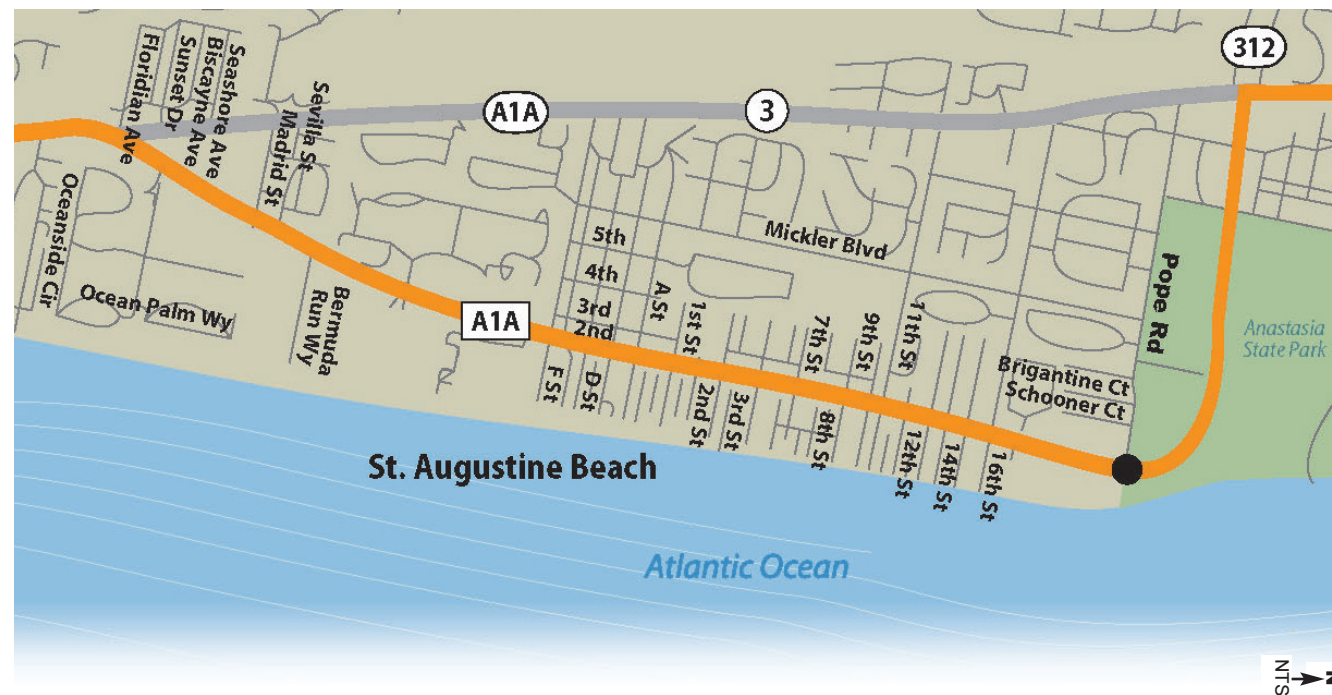 312
A1A
3
Floridian Ave
Sunset Dr
Biscayne Ave
Seashore Ave
Madrid St
Sevilla St
Oceanside Cir
Ocean Palm Wy
Bermuda
Run Wy
A1A
5th
4th
3rd
2nd
Mickler Blvd
A St
1st St
7th St
9th St
11th St
Pope Rd
Anastasia
State Park
Brigantine Ct
Schooner Ct
F St
D St
2nd St
3rd St
8th St
12th St
14th St
16th St
St. Augustine Beach
Atlantic Ocean
NTS